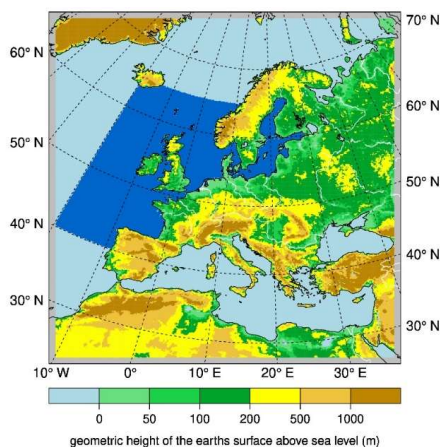 70° N
60° N
60° N
50° N
50° N
40° N
40° N
30° N
30° N
10° W 0° 10° E 20° E 30° E
0 50 100 200 500 1000
geometric height of the earths surface above sea level (m)